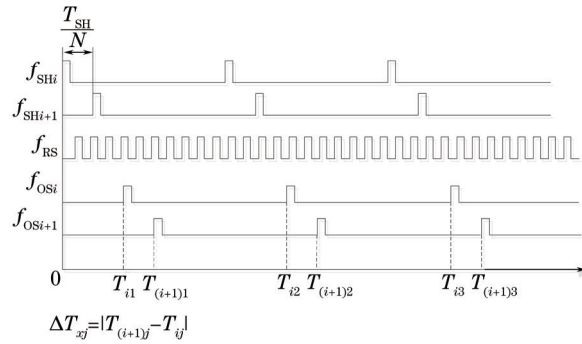 T_SH
N
f_SHi
f_SHi+1
f_RS
f_OSi
f_OSi+1
0 T_i1 T_(i+1)1 T_i2 T_(i+1)2 T_i3 T_(i+1)3
ΔT_xj=|T_(i+1)j−T_ij|